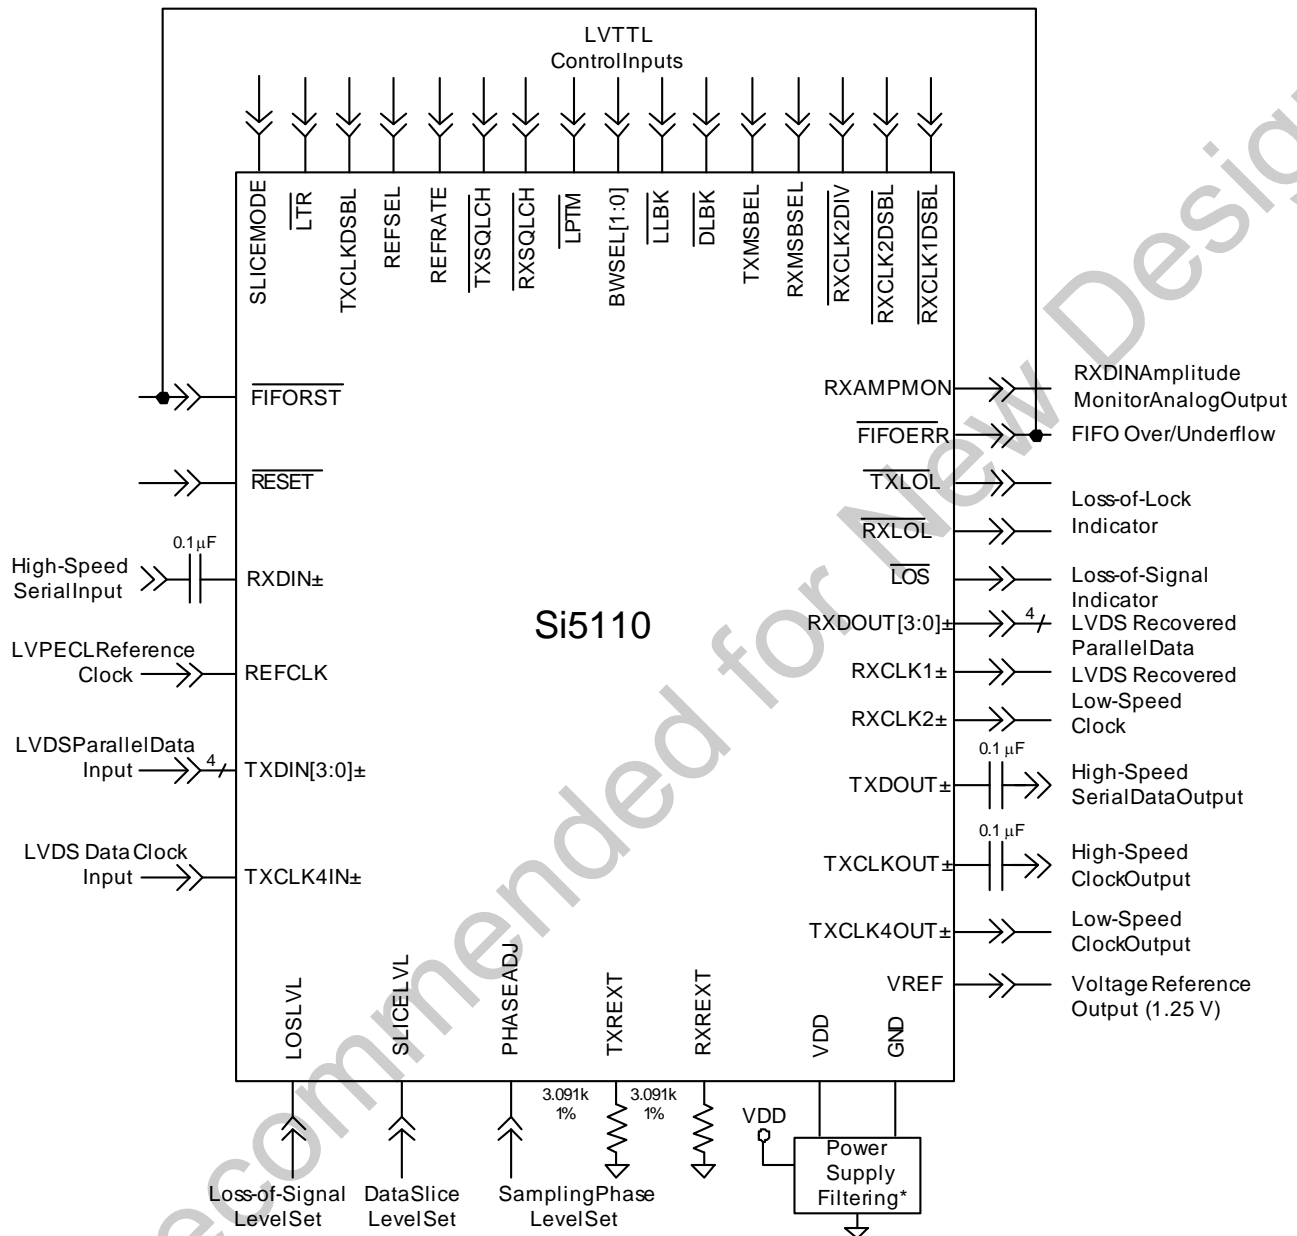 LVTTL
ControlInputs
SLICEMODE
LTR
TXCLKDSBL
REFSEL
REFRATE
TXSQLCH
RXSQLCH
LPTM
BWSEL[1:0]
LLBK
DLBK
TXMSBEL
RXMSBSEL
RXCLK2DIV
RXCLK2DSBL
RXCLK1DSBL
FIFORST
RESET
0.1 µF
High-Speed
SerialInput
RXDIN±
LVPECLReference
Clock
REFCLK
LVDSParallelData
Input
4
TXDIN[3:0]±
LVDS DataClock
Input
TXCLK4IN±
Si5110
RXAMPMON
RXDINAmplitude
MonitorAnalogOutput
FIFOERR
FIFO Over/Underflow
TXLOL
RXLOL
Loss-of-Lock
Indicator
LOS
Loss-of-Signal
Indicator
RXDOUT[3:0]±
4
LVDS Recovered
ParallelData
RXCLK1±
RXCLK2±
LVDS Recovered
Low-Speed
Clock
0.1 µF
TXDOUT±
High-Speed
SerialDataOutput
0.1 µF
TXCLKOUT±
High-Speed
ClockOutput
TXCLK4OUT±
Low-Speed
ClockOutput
VREF
VoltageReference
Output (1.25 V)
LOSLVL
SLICELVL
PHASEADJ
TXREXT
RXREXT
VDD
GND
3.091k
1%
3.091k
1%
VDD
Power
Supply
Filtering*
Loss-of-Signal
LevelSet
DataSlice
LevelSet
SamplingPhase
LevelSet
ecommended for New Desig